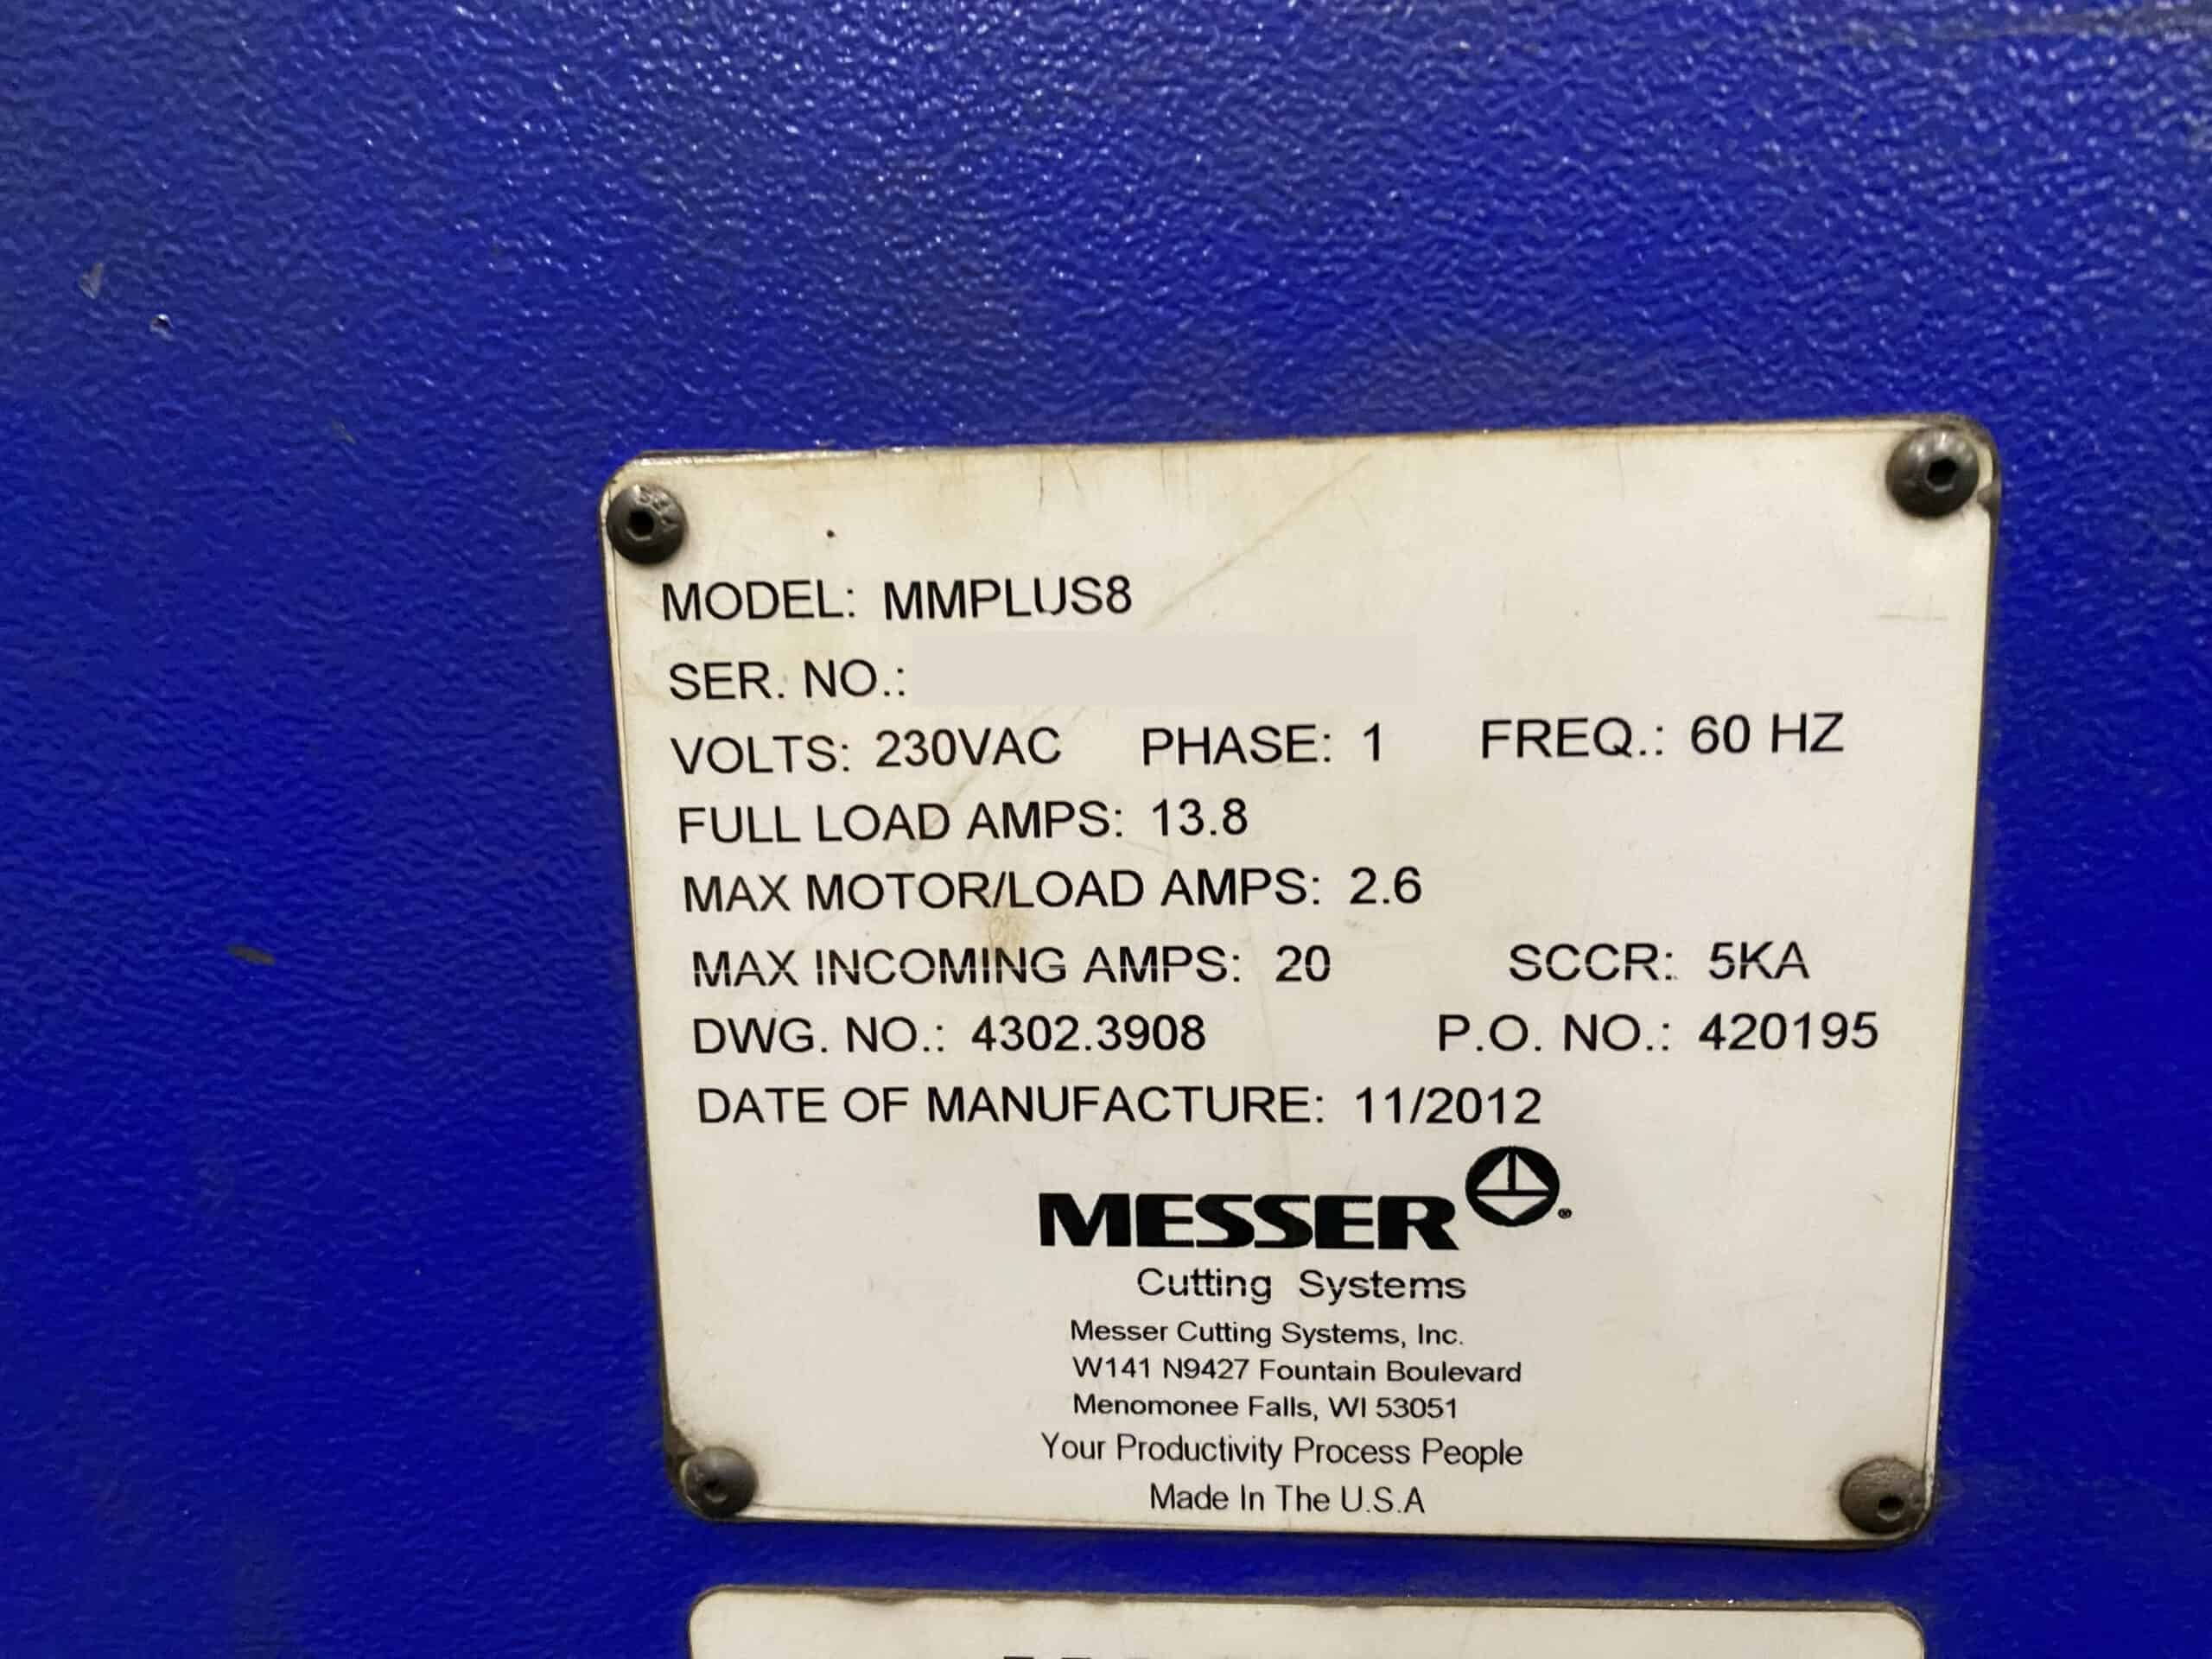 MODEL: MMPLUS8
SER. NO.:
VOLTS: 230VAC PHASE: 1 FREQ.: 60 HZ
FULL LOAD AMPS: 13.8
MAX MOTOR/LOAD AMPS: 2.6
MAX INCOMING AMPS: 20 SCCR: 5KA
DWG. NO.: 4302.3908 P.O. NO.: 420195
DATE OF MANUFACTURE: 11/2012
MESSER ®
Cutting Systems
Messer Cutting Systems, Inc.
W141 N9427 Fountain Boulevard
Menomonee Falls, WI 53051
Your Productivity Process People
Made In The U.S.A